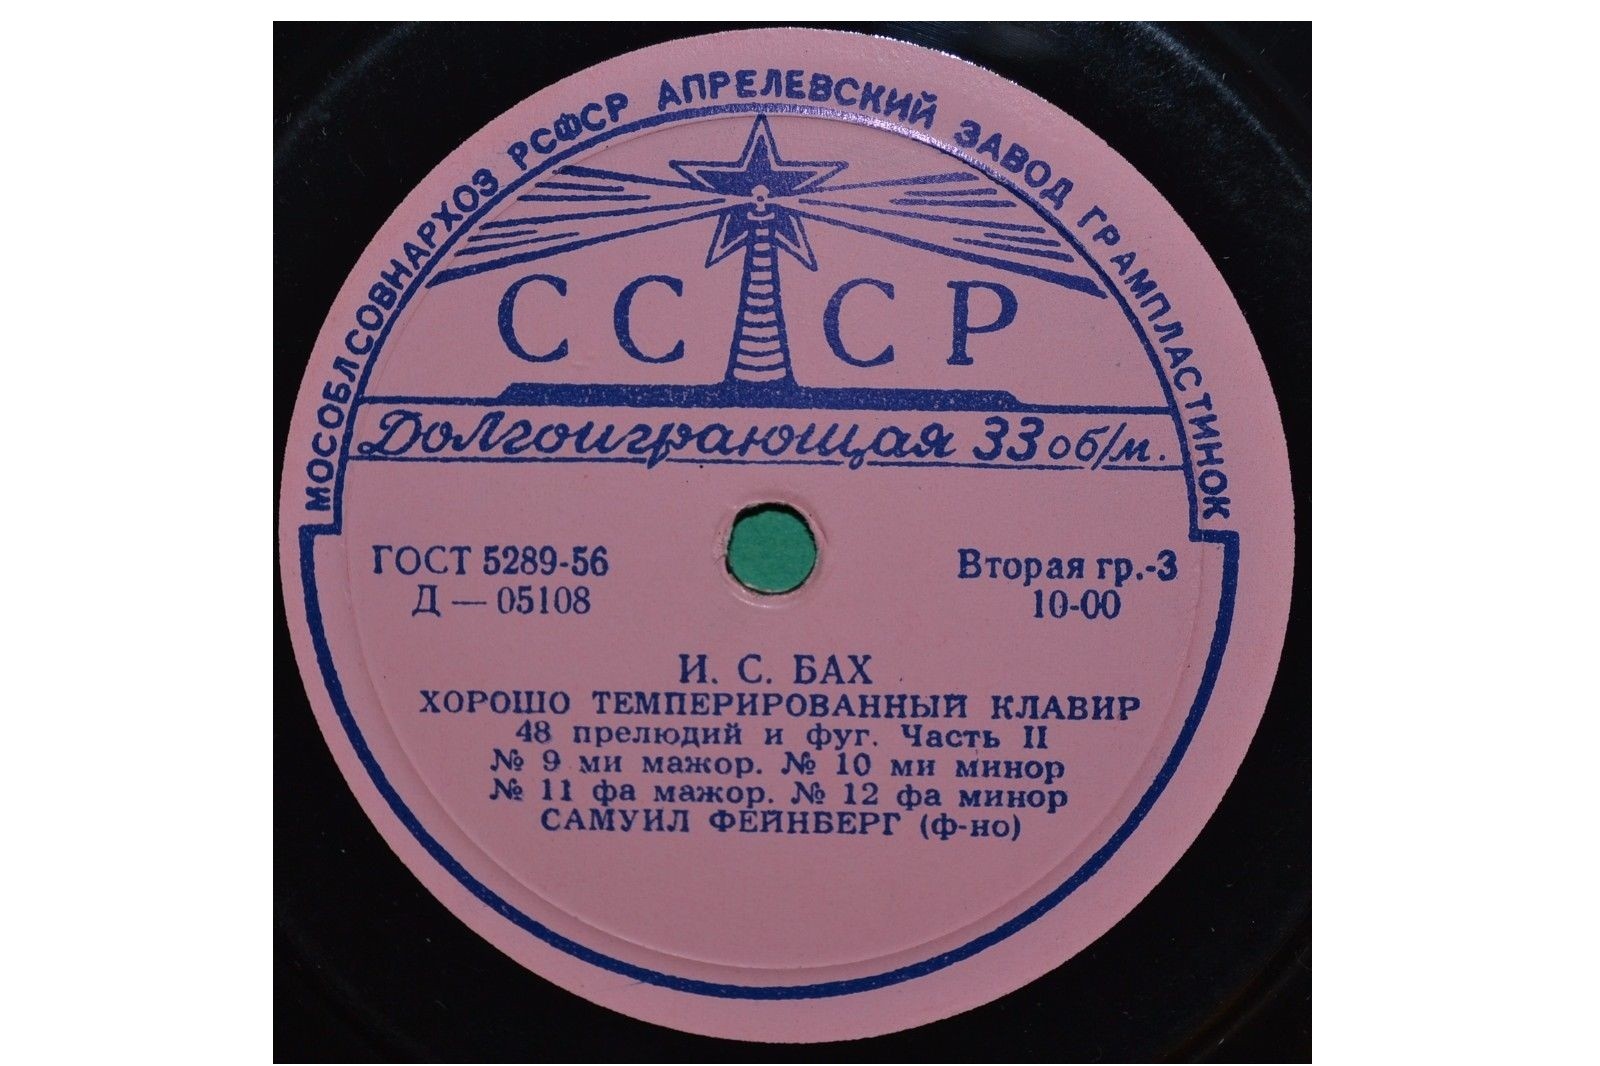 МОСОБЛСОВНАРХОЗ РСФСР АПРЕЛЕВСКИЙ ЗАВОД ГРАМПЛАСТИНОК
СССР
Долгоиграющая 33 об/м.
ГОСТ 5289-56
Д — 05108
Вторая гр.-3
10-00
И. С. БАХ
ХОРОШО ТЕМПЕРИРОВАННЫЙ КЛАВИР
48 прелюдий и фуг. Часть II
№ 9 ми мажор. № 10 ми минор
№ 11 фа мажор. № 12 фа минор
САМУИЛ ФЕЙНБЕРГ (ф-но)